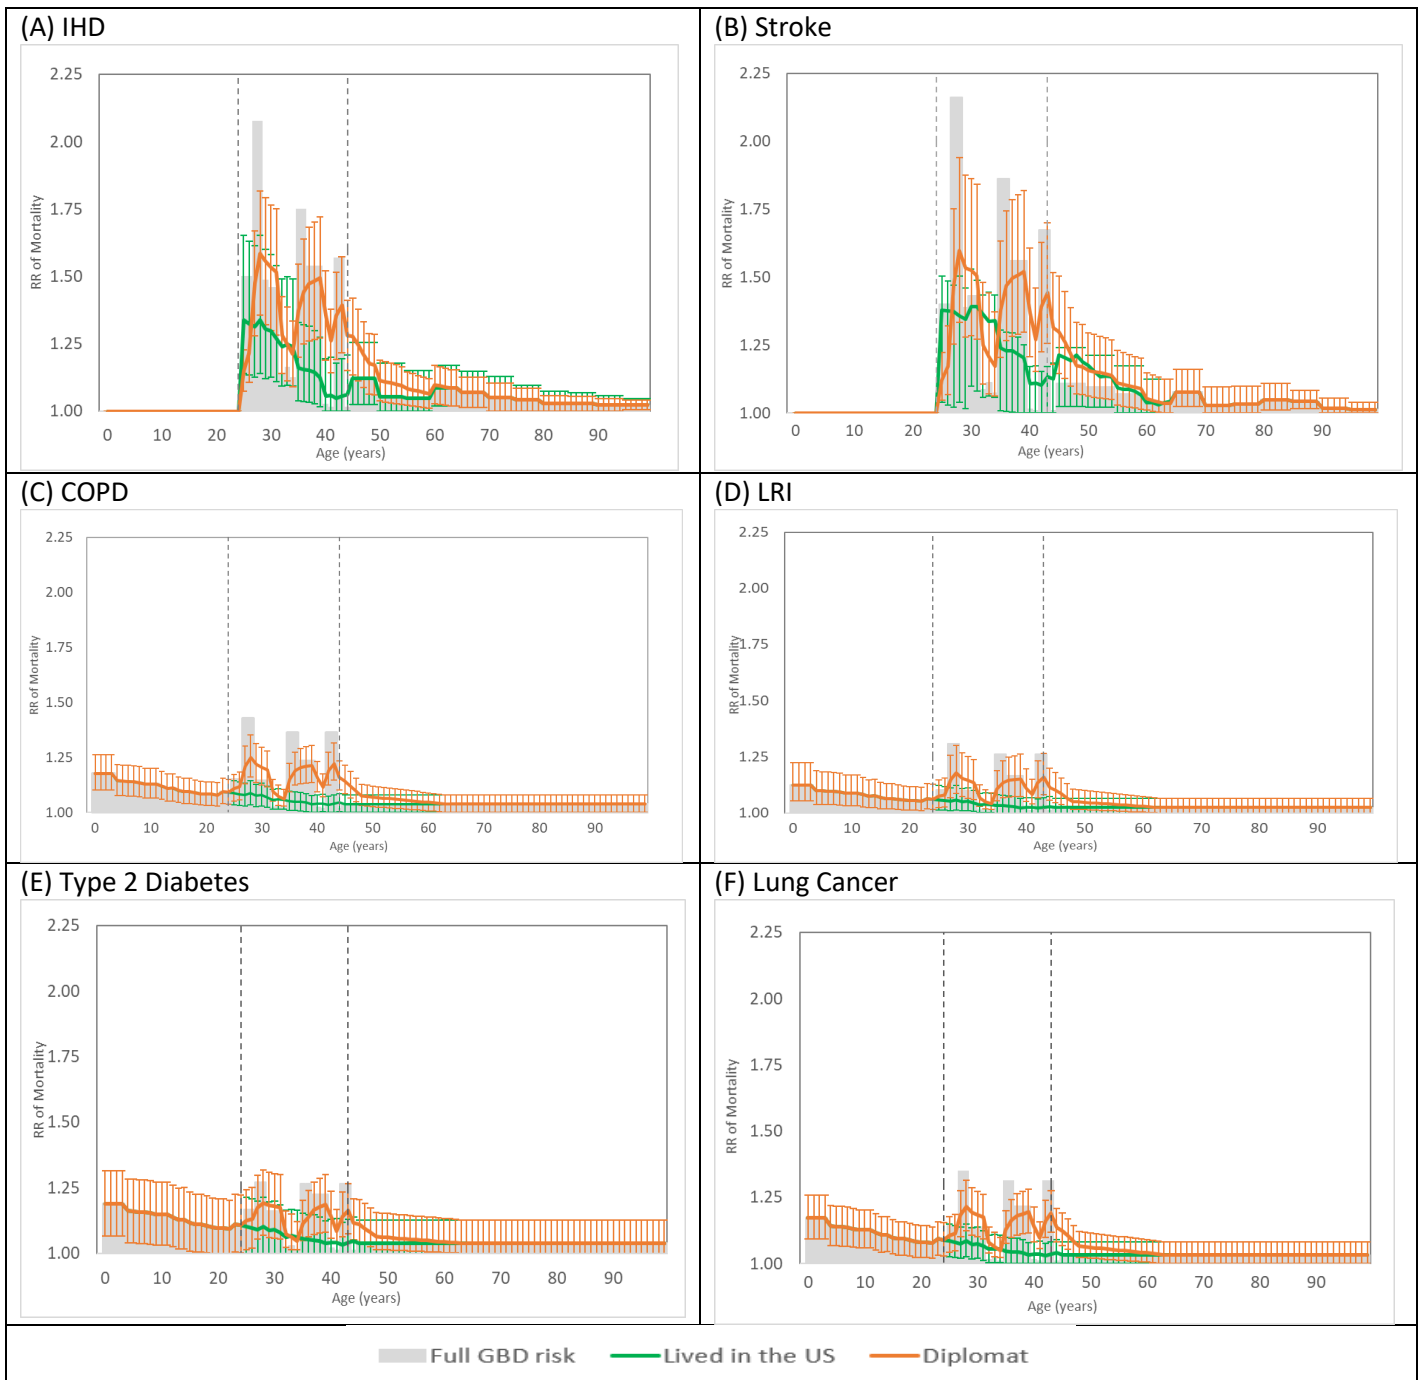 (A) IHD
2.25
2.00
1.75
1.50
1.25
1.00
RR of Mortality
0 10 20 30 40 50 60 70 80 90
Age (years)
(B) Stroke
2.25
2.00
1.75
1.50
1.25
1.00
RR of Mortality
0 10 20 30 40 50 60 70 80 90
Age (years)
(C) COPD
2.25
2.00
1.75
1.50
1.25
1.00
RR of Mortality
0 10 20 30 40 50 60 70 80 90
Age (years)
(D) LRI
2.25
2.00
1.75
1.50
1.25
1.00
RR of Mortality
0 10 20 30 40 50 60 70 80 90
Age (years)
(E) Type 2 Diabetes
2.25
2.00
1.75
1.50
1.25
1.00
RR of Mortality
0 10 20 30 40 50 60 70 80 90
Age (years)
(F) Lung Cancer
2.25
2.00
1.75
1.50
1.25
1.00
RR of Mortality
0 10 20 30 40 50 60 70 80 90
Age (years)
Full GBD risk Lived in the US Diplomat